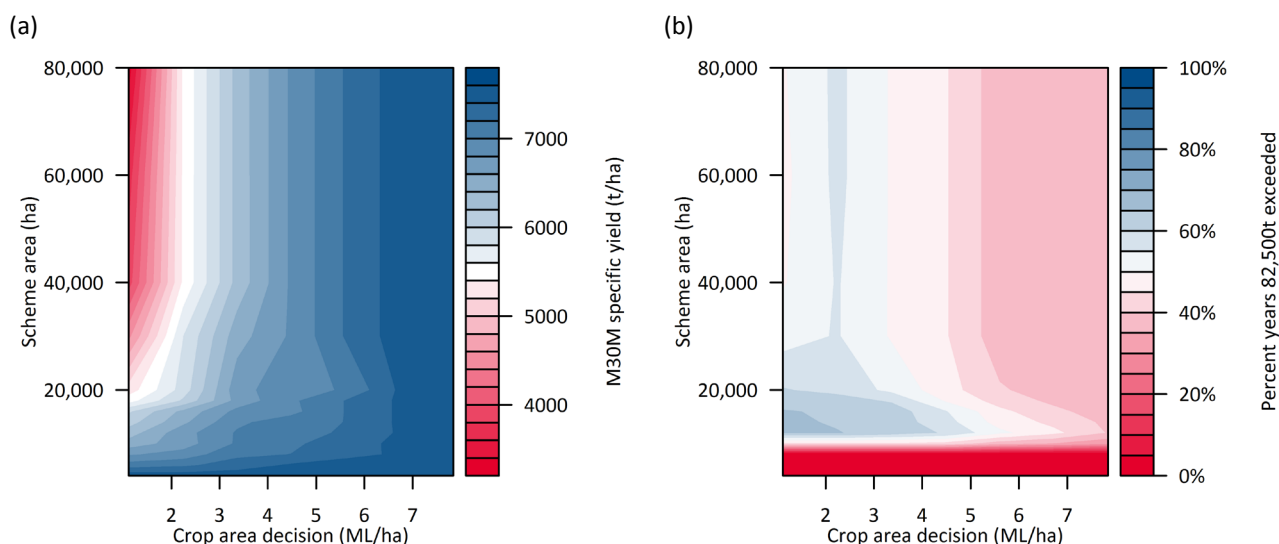 (a)
80,000
60,000
40,000
20,000
Scheme area (ha)
2 3 4 5 6 7
Crop area decision (ML/ha)
7000
6000
5000
4000
M30M specific yield (t/ha)
(b)
80,000
60,000
40,000
20,000
Scheme area (ha)
2 3 4 5 6 7
Crop area decision (ML/ha)
100%
80%
60%
40%
20%
0%
Percent years 82,500t exceeded